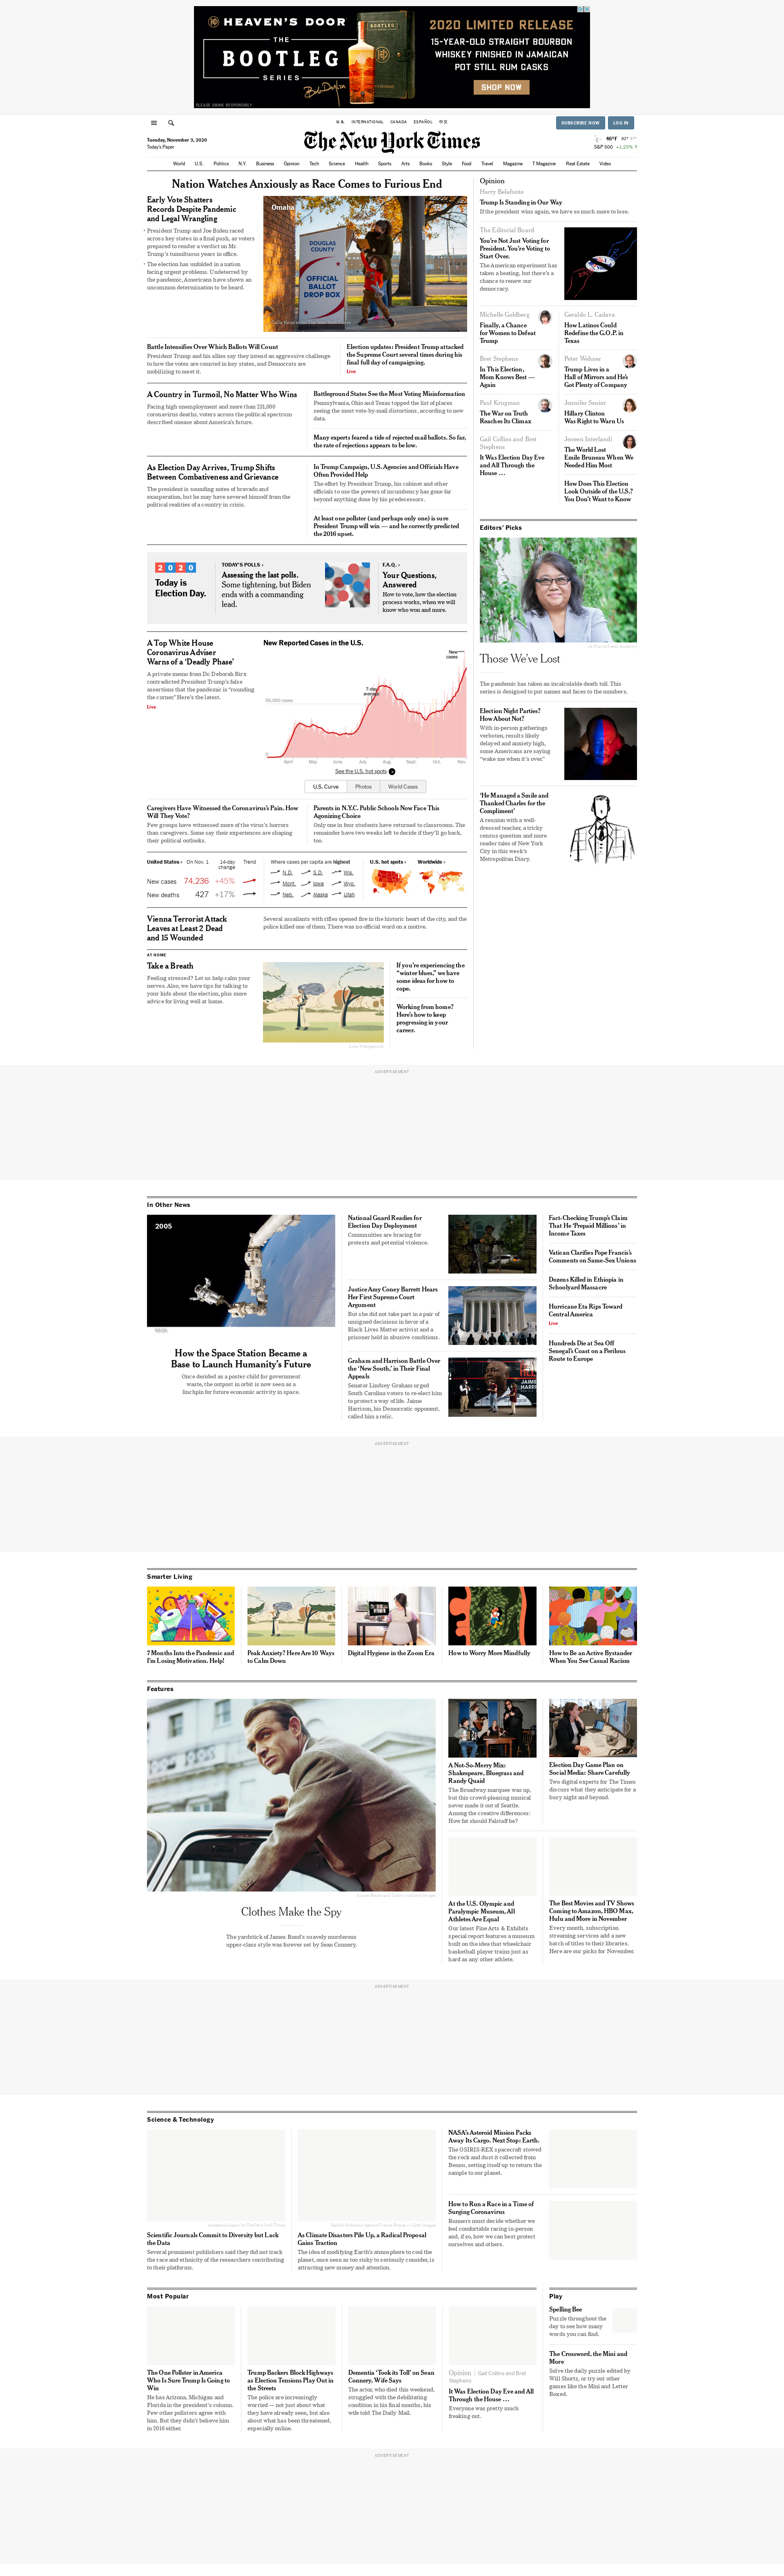 HEAVEN'S DOOR
THE
BOOTLEG
SERIES
PLEASE DRINK RESPONSIBLY
2020 LIMITED RELEASE
15-YEAR-OLD STRAIGHT BOURBON
WHISKEY FINISHED IN JAMAICAN
POT STILL RUM CASKS
SHOP NOW
U.S.
INTERNATIONAL
CANADA
ESPAÑOL
中文
SUBSCRIBE NOW
LOG IN
Tuesday, November 3, 2020
Today's Paper
The New York Times
46°F
S&P 500 +1.23%
World U.S. Politics N.Y. Business Opinion Tech Science Health Sports Arts Books Style Food Travel Magazine T Magazine Real Estate Video
Nation Watches Anxiously as Race Comes to Furious End
Early Vote Shatters
Records Despite Pandemic
and Legal Wrangling
President Trump and Joe Biden raced
across key states in a final push, as voters
prepared to render a verdict on Mr.
Trump's tumultuous years in office.
The election has unfolded in a nation
facing urgent problems. Undeterred by
the pandemic, Americans have shown an
uncommon determination to be heard.
Omaha
DOUGLAS
COUNTY
OFFICIAL
BALLOT
DROP BOX
Battle Intensifies Over Which Ballots Will Count
President Trump and his allies say they intend an aggressive challenge
to how the votes are counted in key states, and Democrats are
mobilizing to meet it.
Election updates: President Trump attacked
the Supreme Court several times during his
final full day of campaigning.
Live
A Country in Turmoil, No Matter Who Wins
Facing high unemployment and more than 231,000
coronavirus deaths, voters across the political spectrum
described unease about America's future.
Battleground States See the Most Voting Misinformation
Pennsylvania, Ohio and Texas topped the list of places
seeing the most vote-by-mail distortions, according to new
data.
Many experts feared a tide of rejected mail ballots. So far,
the rate of rejections appears to be low.
As Election Day Arrives, Trump Shifts
Between Combativeness and Grievance
The president is sounding notes of bravado and
exasperation, but he may have severed himself from the
political realities of a country in crisis.
In Trump Campaign, U.S. Agencies and Officials Have
Often Provided Help
The effort by President Trump, his cabinet and other
officials to use the powers of incumbency has gone far
beyond anything done by his predecessors.
At least one pollster (and perhaps only one) is sure
President Trump will win — and he correctly predicted
the 2016 upset.
2020
Today is
Election Day.
TODAY'S POLLS ›
Assessing the last polls.
Some tightening, but Biden
ends with a commanding
lead.
F.A.Q. ›
Your Questions,
Answered
How to vote, how the election
process works, when we will
know who won and more.
A Top White House
Coronavirus Adviser
Warns of a 'Deadly Phase'
A private memo from Dr. Deborah Birx
contradicted President Trump's false
assertions that the pandemic is "rounding
the corner." Here's the latest.
Live
New Reported Cases in the U.S.
New
cases
7-day
average
50,000 cases
0
April May June July Aug. Sept. Oct. Nov.
See the U.S. hot spots
U.S. Curve
Photos
World Cases
Caregivers Have Witnessed the Coronavirus's Pain. How
Will They Vote?
Few groups have witnessed more of the virus's horrors
than caregivers. Some say their experiences are shaping
their political outlooks.
Parents in N.Y.C. Public Schools Now Face This
Agonizing Choice
Only one in four students have returned to classrooms. The
remainder have two weeks left to decide if they'll go back,
too.
United States › On Nov. 1 14-day
change Trend
New cases 74,236 +45%
New deaths 427 +17%
Where cases per capita are highest
N.D. S.D. Wis.
Mont. Iowa Wyo.
Neb. Alaska Utah
U.S. hot spots ›
Worldwide ›
Vienna Terrorist Attack
Leaves at Least 2 Dead
and 15 Wounded
Several assailants with rifles opened fire in the historic heart of the city, and the
police killed one of them. There was no official word on a motive.
AT HOME
Take a Breath
Feeling stressed? Let us help calm your
nerves. Also, we have tips for talking to
your kids about the election, plus more
advice for living well at home.
If you're experiencing the
"winter blues," we have
some ideas for how to
cope.
Working from home?
Here's how to keep
progressing in your
career.
Opinion
Harry Belafonte
Trump Is Standing in Our Way
If the president wins again, we have so much more to lose.
The Editorial Board
You're Not Just Voting for
President. You're Voting to
Start Over.
The American experiment has
taken a beating, but there's a
chance to renew our
democracy.
Michelle Goldberg
Finally, a Chance
for Women to Defeat
Trump
Geraldo L. Cadava
How Latinos Could
Redefine the G.O.P. in
Texas
Bret Stephens
In This Election,
Mom Knows Best —
Again
Peter Wehner
Trump Lives in a
Hall of Mirrors and He's
Got Plenty of Company
Paul Krugman
The War on Truth
Reaches Its Climax
Jennifer Senior
Hillary Clinton
Was Right to Warn Us
Gail Collins and Bret
Stephens
It Was Election Day Eve
and All Through the
House …
Jeneen Interlandi
The World Lost
Emile Bruneau When We
Needed Him Most
How Does This Election
Look Outside of the U.S.?
You Don't Want to Know
Editors' Picks
Those We've Lost
The pandemic has taken an incalculable death toll. This
series is designed to put names and faces to the numbers.
Election Night Parties?
How About Not?
With in-person gatherings
verboten, results likely
delayed and anxiety high,
some Americans are saying
"wake me when it's over."
'He Managed a Smile and
Thanked Charles for the
Compliment'
A reunion with a well-
dressed teacher, a tricky
census question and more
reader tales of New York
City in this week's
Metropolitan Diary.
ADVERTISEMENT
In Other News
2005
NASA
How the Space Station Became a
Base to Launch Humanity's Future
Once derided as a porter child for government
waste, the outpost in orbit is now seen as a
linchpin for future economic activity in space.
National Guard Readies for
Election Day Deployment
Communities are bracing for
protests and potential violence.
Justice Amy Coney Barrett Hears
Her First Supreme Court
Argument
But she did not take part in a pair of
unsigned decisions in favor of a
Black Lives Matter activist and a
prisoner held in abusive conditions.
Graham and Harrison Battle Over
the 'New South,' in Their Final
Appeals
Senator Lindsey Graham urged
South Carolina voters to re-elect him
to protect a way of life. Jaime
Harrison, his Democratic opponent,
called him a relic.
Fact-Checking Trump's Claim
That He 'Prepaid Millions' in
Income Taxes
Vatican Clarifies Pope Francis's
Comments on Same-Sex Unions
Dozens Killed in Ethiopia in
Schoolyard Massacre
Hurricane Eta Rips Toward
Central America
Live
Hundreds Die at Sea Off
Senegal's Coast on a Perilous
Route to Europe
ADVERTISEMENT
Smarter Living
7 Months Into the Pandemic and
I'm Losing Motivation. Help!
Peak Anxiety? Here Are 10 Ways
to Calm Down
Digital Hygiene in the Zoom Era
How to Worry More Mindfully
How to Be an Active Bystander
When You See Casual Racism
Features
Clothes Make the Spy
The yardstick of James Bond's suavely murderous
upper-class style was forever set by Sean Connery.
A Not-So-Merry Mix:
Shakespeare, Bluegrass and
Randy Quaid
The Broadway marquee was up,
but this crowd-pleasing musical
never made it out of Seattle.
Among the creative differences:
How fat should Falstaff be?
Election Day Game Plan on
Social Media: Share Carefully
Two digital experts for The Times
discuss what they anticipate for a
busy night and beyond.
At the U.S. Olympic and
Paralympic Museum, All
Athletes Are Equal
Our latest Fine Arts & Exhibits
special report features a museum
built on the idea that wheelchair
basketball player trains just as
hard as any other athlete.
The Best Movies and TV Shows
Coming to Amazon, HBO Max,
Hulu and More in November
Every month, subscription
streaming services add a new
batch of titles to their libraries.
Here are our picks for November.
ADVERTISEMENT
Science & Technology
Scientific Journals Commit to Diversity but Lack
the Data
Several prominent publishers said they did not track
the race and ethnicity of the researchers contributing
to their platforms.
As Climate Disasters Pile Up, a Radical Proposal
Gains Traction
The idea of modifying Earth's atmosphere to cool the
planet, once seen as too risky to seriously consider, is
attracting new money and attention.
NASA's Asteroid Mission Packs
Away Its Cargo. Next Stop: Earth.
The OSIRIS-REX spacecraft stowed
the rock and dust it collected from
Bennu, setting itself up to return the
sample to our planet.
How to Run a Race in a Time of
Surging Coronavirus
Runners must decide whether we
feel comfortable racing in-person
and, if so, how we can best protect
ourselves and others.
Most Popular
The One Pollster in America
Who Is Sure Trump Is Going to
Win
He has Arizona, Michigan and
Florida in the president's column.
Few other pollsters agree with
him. But they didn't believe him
in 2016 either.
Trump Backers Block Highways
as Election Tensions Play Out in
the Streets
The police are increasingly
worried — not just about what
they have already seen, but also
about what has been threatened,
especially online.
Dementia 'Took its Toll' on Sean
Connery, Wife Says
The actor, who died this weekend,
struggled with the debilitating
condition in his final months, his
wife told The Daily Mail.
Opinion | Gail Collins and Bret
Stephens
It Was Election Day Eve and All
Through the House …
Everyone was pretty much
freaking out.
Play
Spelling Bee
Puzzle throughout the
day to see how many
words you can find.
The Crossword, the Mini and
More
Solve the daily puzzle edited by
Will Shortz, or try out other
games like the Mini and Letter
Boxed.
ADVERTISEMENT